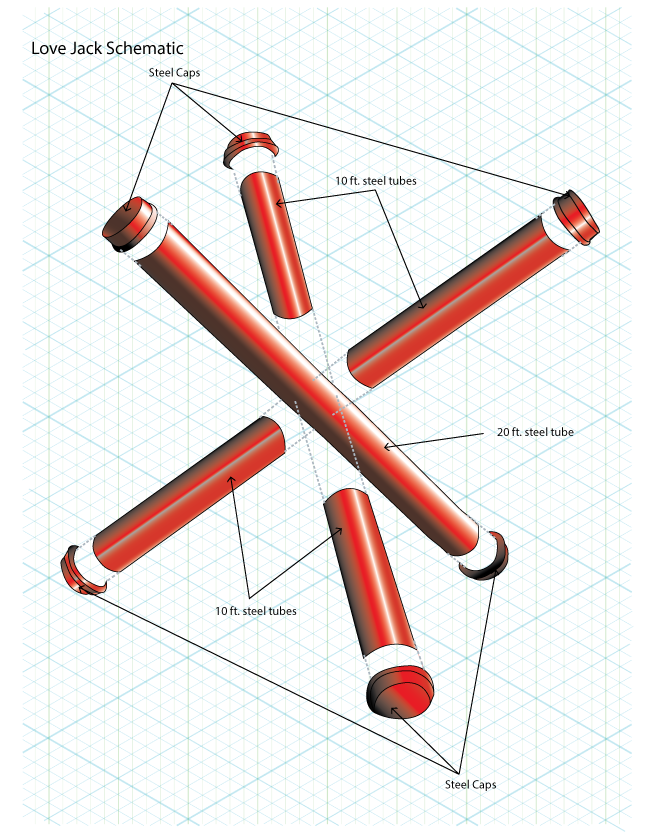 Love Jack Schematic
Steel Caps
10 ft. steel tubes
20 ft. steel tube
10 ft. steel tubes
Steel Caps